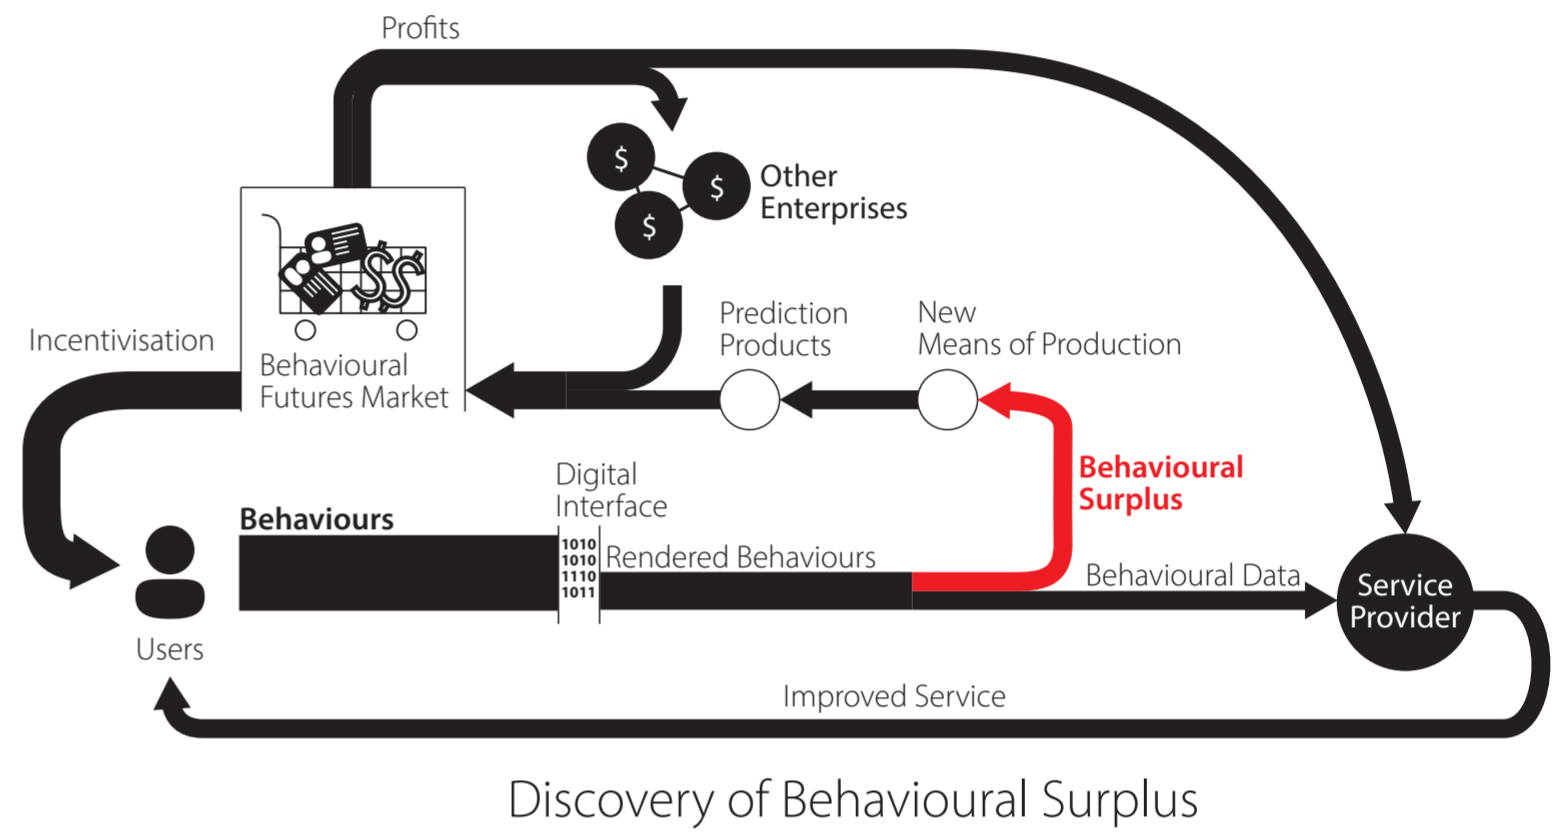 Profits
$
$
$
Other
Enterprises
$$
Incentivisation
Behavioural
Futures Market
Prediction
Products
New
Means of Production
Behavioural
Surplus
Digital
Interface
Behaviours
1010
1010
1110
1011
Rendered Behaviours
Behavioural Data
Service
Provider
Users
Improved Service
Discovery of Behavioural Surplus